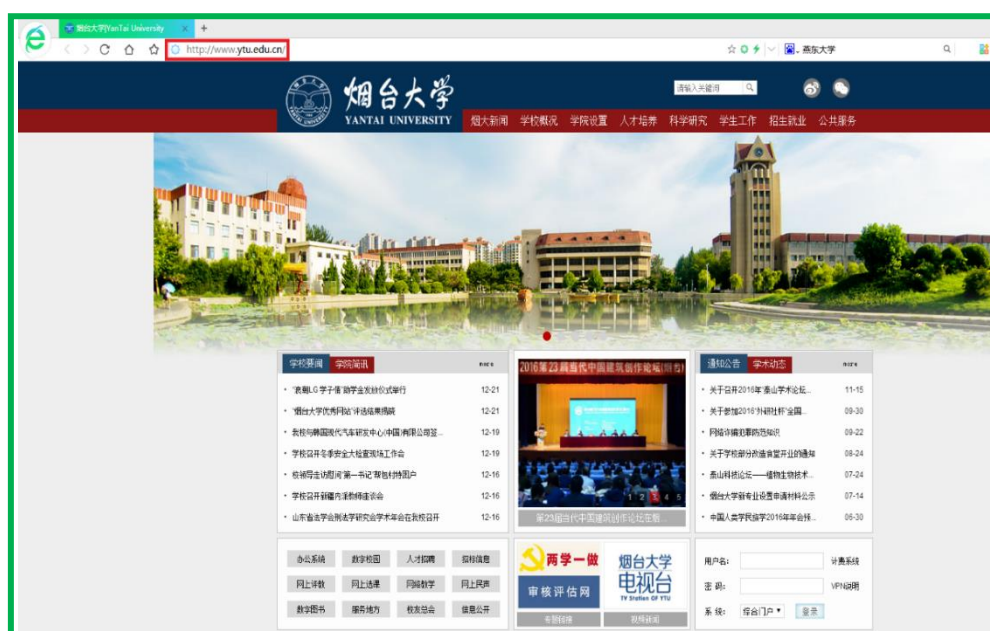 烟台大学|YanTai University
http://www.ytu.edu.cn/
燕东大学
烟台大学
YANTAI UNIVERSITY
请输入关键词
烟大新闻 学校概况 学院设置 人才培养 科学研究 学生工作 招生就业 公共服务
学校要闻 学院简讯 more
LG学子情"助学金发放仪式举行 12-21
"烟台大学优秀网站"评选结果揭晓 12-21
我校与韩国现代汽车研发中心(中国)有限公司签... 12-19
学校召开冬季安全大检查现场工作会 12-19
校领导走访慰问"第一书记"帮包村特困户 12-16
学校召开新疆内派教师座谈会 12-16
山东省法学会刑法学研究会学术年会在我校召开 12-16
2016第23届当代中国建筑创作论坛(烟台)
1 2 3 4 5
第23届当代中国建筑创作论坛在烟...
通知公告 学术动态 more
关于召开2016年"泰山学术论坛... 11-15
关于参加2016"外研社杯"全国... 09-30
网络诈骗犯罪防范知识 09-22
关于学校部分改造食堂开业的通知 08-24
泰山科技论坛——植物生物技术... 07-24
烟台大学新专业设置申请材料公示 07-14
中国人类学民族学2016年年会预... 06-30
办公系统 数字校园 人才招聘 招标信息
网上评教 网上选课 网络教学 网上民声
数字图书 服务地方 校友总会 信息公开
两学一做
审核评估网
专题链接
烟台大学
电视台
TV Station OF YTU
视频新闻
用户名: 计费系统
密 码: VPN说明
系 统: 综合门户 登录